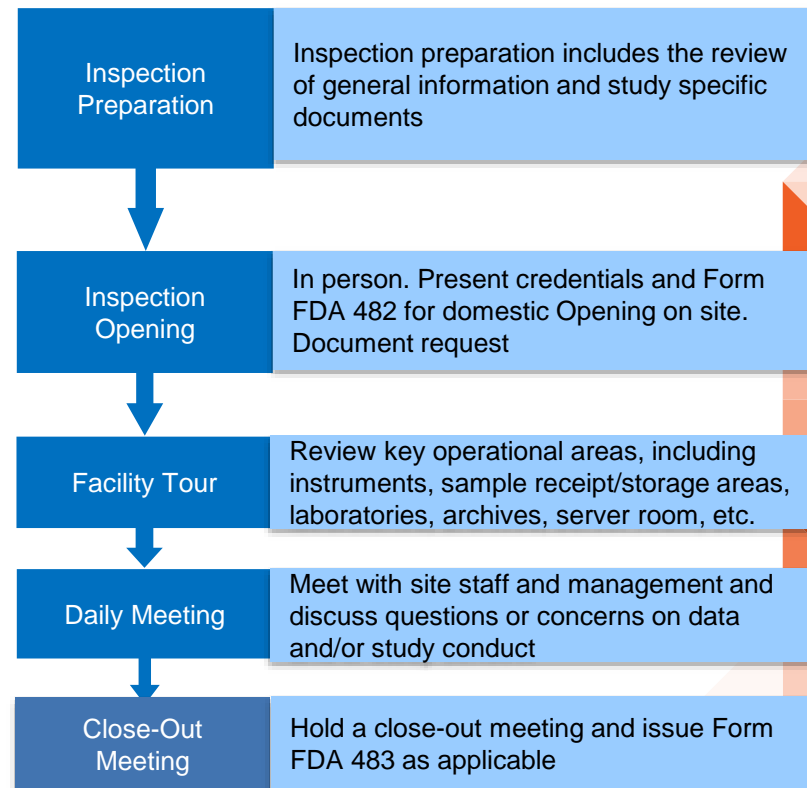 Inspection
Preparation
Inspection preparation includes the review
of general information and study specific
documents
Inspection
Opening
In person. Present credentials and Form
FDA 482 for domestic Opening on site.
Document request
Facility Tour
Review key operational areas, including
instruments, sample receipt/storage areas,
laboratories, archives, server room, etc.
Daily Meeting
Meet with site staff and management and
discuss questions or concerns on data
and/or study conduct
Close-Out
Meeting
Hold a close-out meeting and issue Form
FDA 483 as applicable